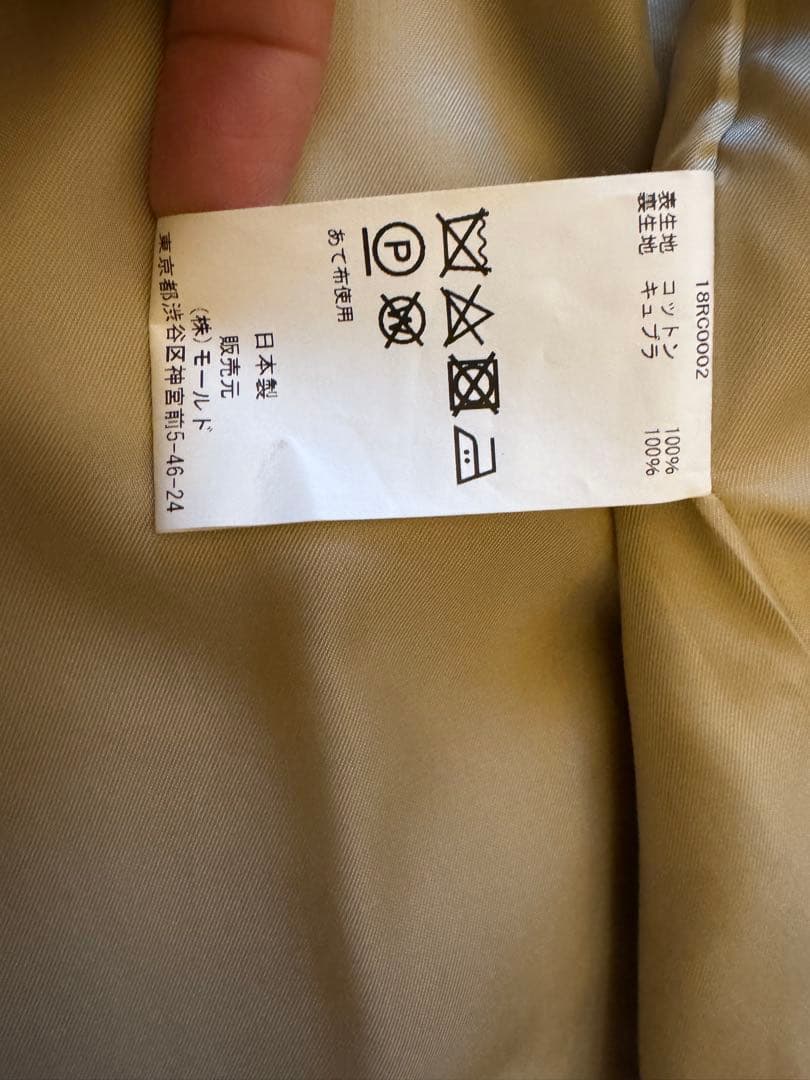 18RC0002
表生地 コットン 100%
裏生地 キュプラ 100%
P
W
あて布使用
日本製
販売元
(株)モールド
東京都渋谷区神宮前5-46-24